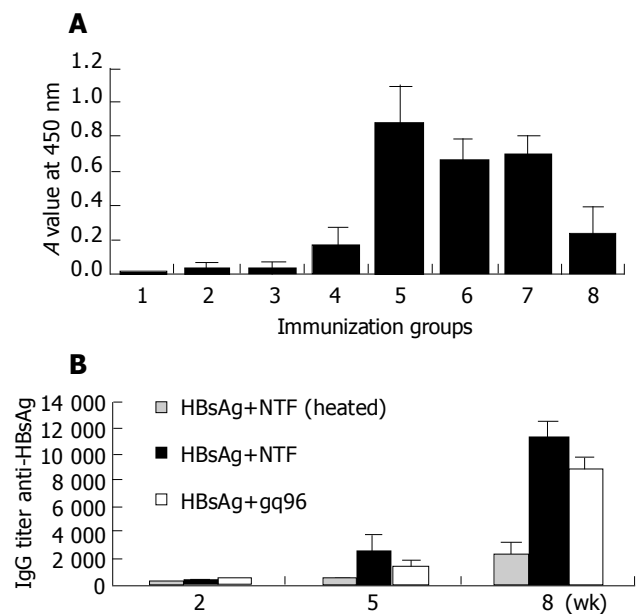 A
A value at 450 nm
1.2
1.0
0.8
0.6
0.4
0.2
0.0
1 2 3 4 5 6 7 8
Immunization groups
B
IgG titer anti-HBsAg
14 000
12 000
10 000
8 000
6 000
4 000
2 000
0
HBsAg+NTF (heated)
HBsAg+NTF
HBsAg+gq96
2 5 8 (wk)